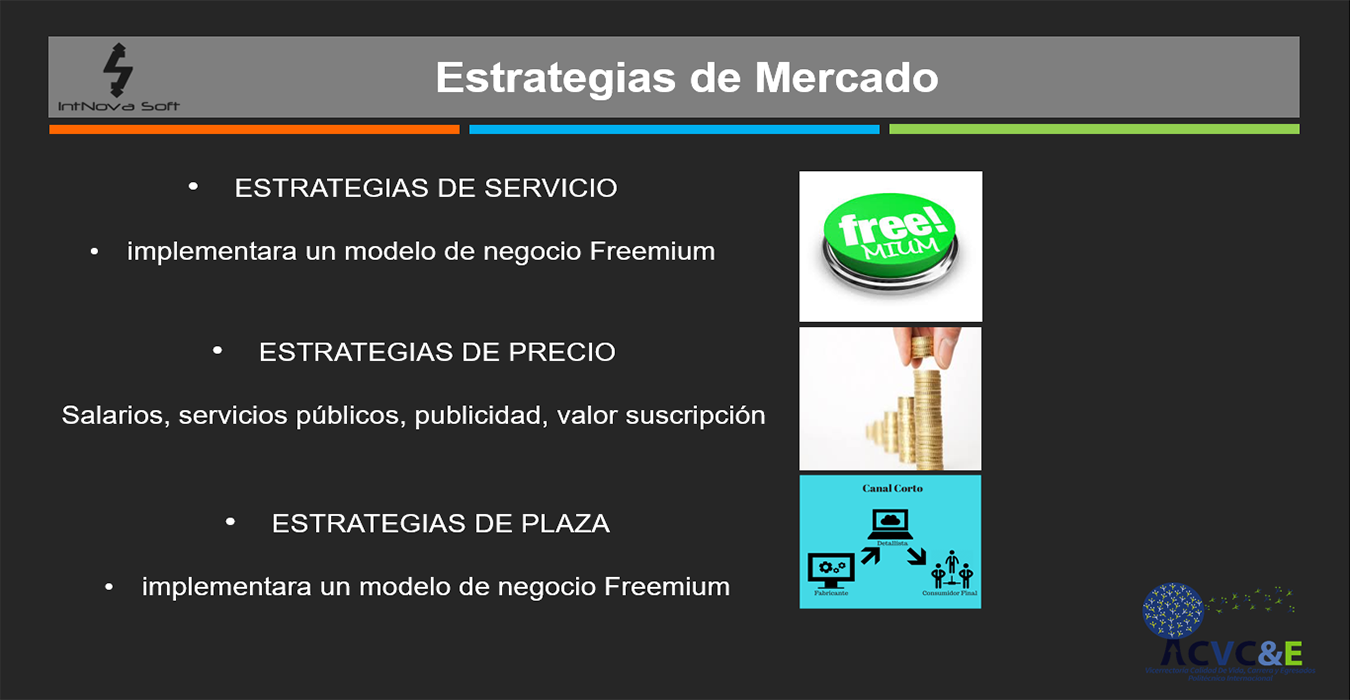 IntNova Soft
Estrategias de Mercado
• ESTRATEGIAS DE SERVICIO
• implementara un modelo de negocio Freemium
free!
MIUM
• ESTRATEGIAS DE PRECIO
Salarios, servicios públicos, publicidad, valor suscripción
• ESTRATEGIAS DE PLAZA
• implementara un modelo de negocio Freemium
Canal Corto
Detallista
Fabricante
Consumidor Final
ACVC&E
Politécnico Internacional